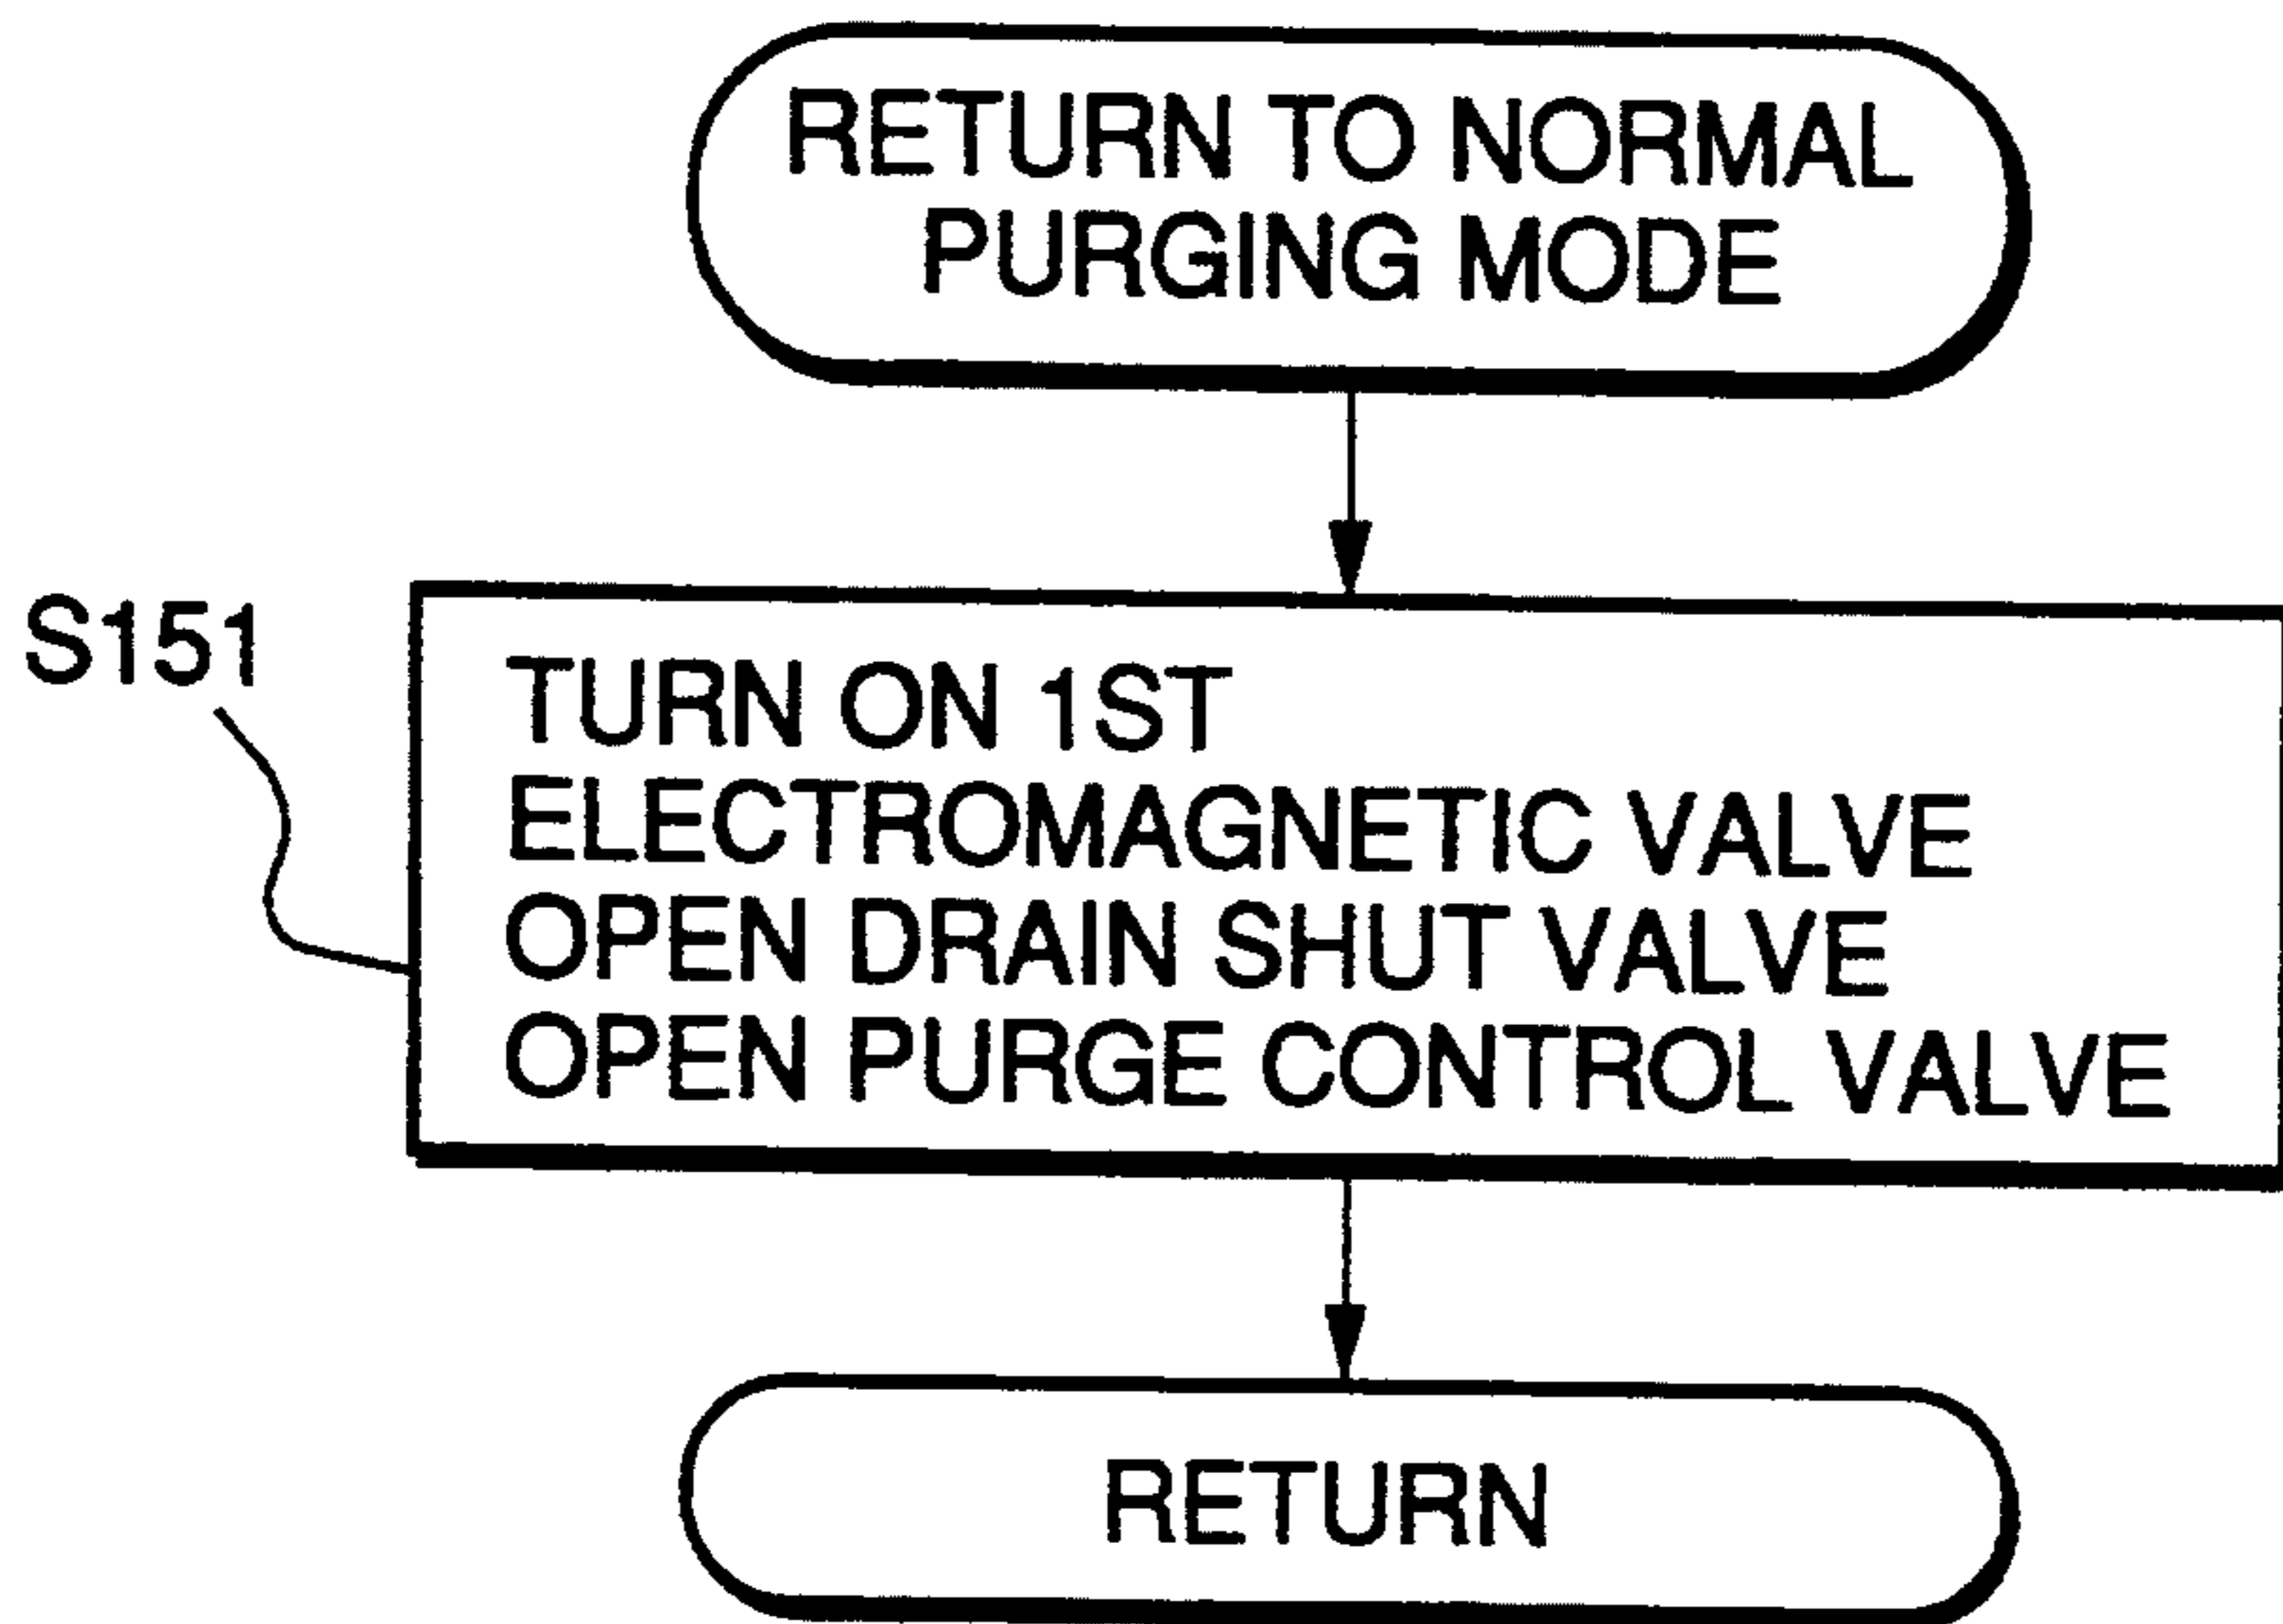 RETURN TO NORMAL
PURGING MODE
S151
TURN ON 1ST
ELECTROMAGNETIC VALVE
OPEN DRAIN SHUT VALVE
OPEN PURGE CONTROL VALVE
RETURN